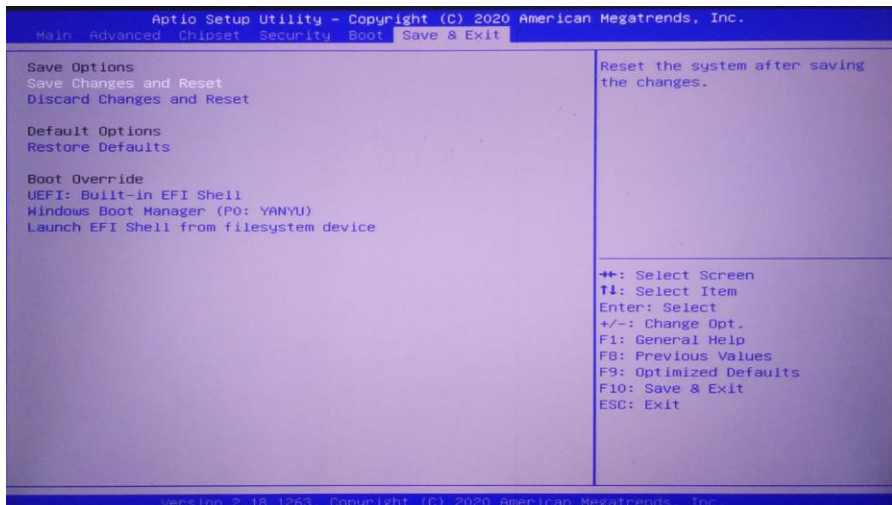 Aptio Setup Utility – Copyright (C) 2020 American Megatrends, Inc.
Main Advanced Chipset Security Boot Save & Exit
Save Options
Save Changes and Reset
Discard Changes and Reset
Default Options
Restore Defaults
Boot Override
UEFI: Built-in EFI Shell
Windows Boot Manager (P0: YANYU)
Launch EFI Shell from filesystem device
Reset the system after saving
the changes.
→←: Select Screen
↑↓: Select Item
Enter: Select
+/-: Change Opt.
F1: General Help
F8: Previous Values
F9: Optimized Defaults
F10: Save & Exit
ESC: Exit
Version 2.18.1263. Copyright (C) 2020 American Megatrends, Inc.